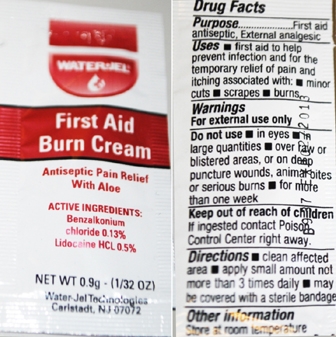 WATER-JEL
First Aid
Burn Cream
Antiseptic Pain Relief
With Aloe
ACTIVE INGREDIENTS:
Benzalkonium
chloride 0.13%
Lidocaine HCL 0.5%
NET WT 0.9g - (1/32 OZ)
Water-Jel Technologies
Carlstadt, NJ 07072
Drug Facts
Purpose....................First aid
antiseptic, External analgesic
Uses ■ first aid to help
prevent infection and for the
temporary relief of pain and
itching associated with: ■ minor
cuts ■ scrapes ■ burns
Warnings
For external use only
Do not use ■ in eyes ■ in
large quantities ■ over raw or
blistered areas, or on deep
puncture wounds, animal bites
or serious burns ■ for more
than one week
Keep out of reach of children
If ingested contact Poison
Control Center right away.
Directions ■ clean affected
area ■ apply small amount not
more than 3 times daily ■ may
be covered with a sterile bandage
Other information
Store at room temperature